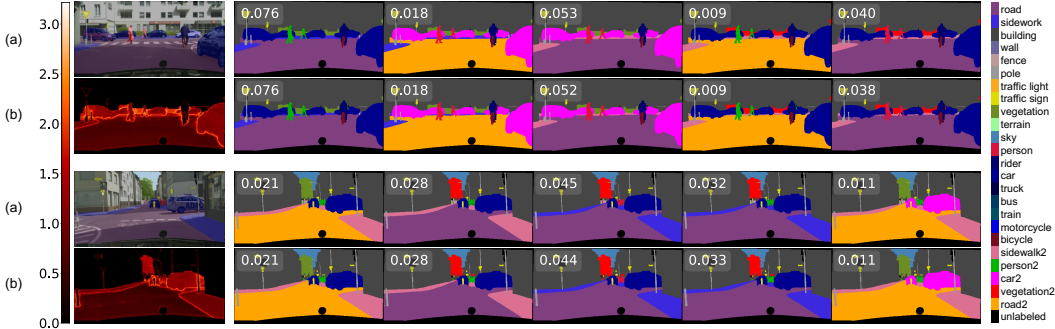 3.0
2.5
2.0
1.5
1.0
0.5
0.0
(a)
0.076 0.018 0.053 0.009 0.040
(b)
0.076 0.018 0.052 0.009 0.038
(a)
0.021 0.028 0.045 0.032 0.011
(b)
0.021 0.028 0.044 0.033 0.011
road
sidework
building
wall
fence
pole
traffic light
traffic sign
vegetation
terrain
sky
person
rider
car
truck
bus
train
motorcycle
bicycle
sidewalk2
person2
car2
vegetation2
road2
unlabeled